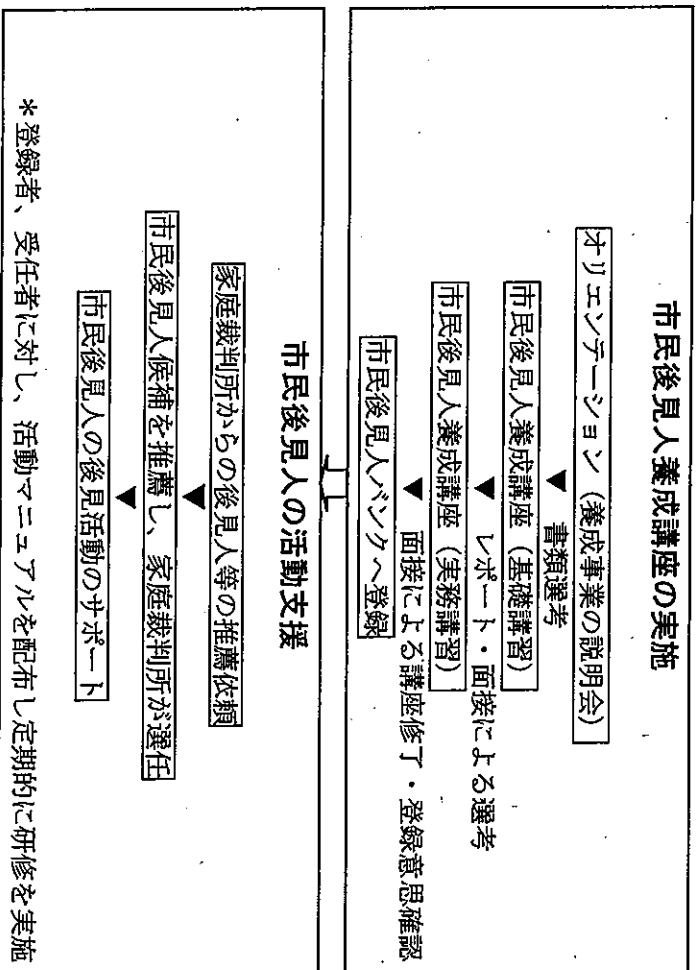 市民後見人養成講座の実施
オリエンテーション（養成事業の説明会）
▼ 書類選考
市民後見人養成講座（基礎講習）
▼ レポート・面接による選考
市民後見人養成講座（実務講習）
▼ 面接による講座修了・登録意思確認
市民後見人バンクへ登録
市民後見人の活動支援
家庭裁判所からの後見人等の推薦依頼
▼
市民後見人候補を推薦し、家庭裁判所が選任
▼
市民後見人の後見活動のサポート
＊登録者、受任者に対し、活動マニュアルを配布し定期的に研修を実施